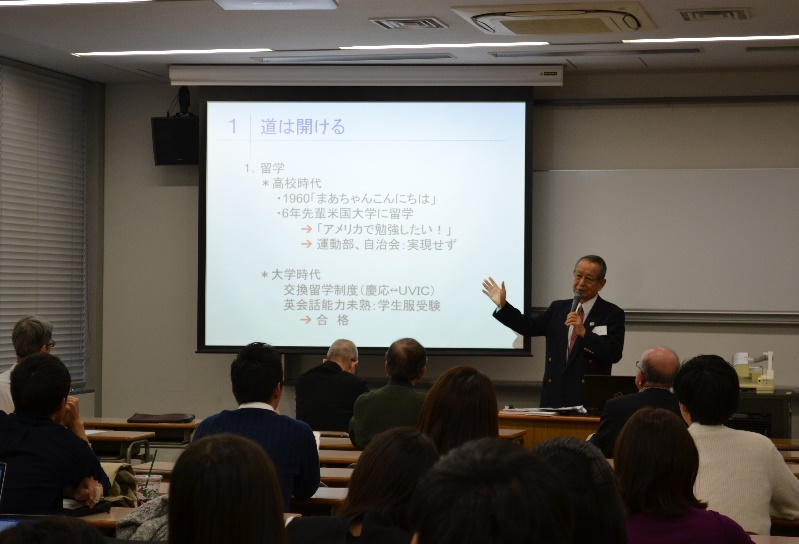 1 道は開ける
1. 留学
＊高校時代
・1960「まあちゃんこんにちは」
・6年先輩米国大学に留学
➔ 「アメリカで勉強したい！」
➔ 運動部、自治会：実現せず
＊大学時代
交換留学制度（慶応↔UVIC）
英会話能力未熟：学生服受験
➔ 合 格